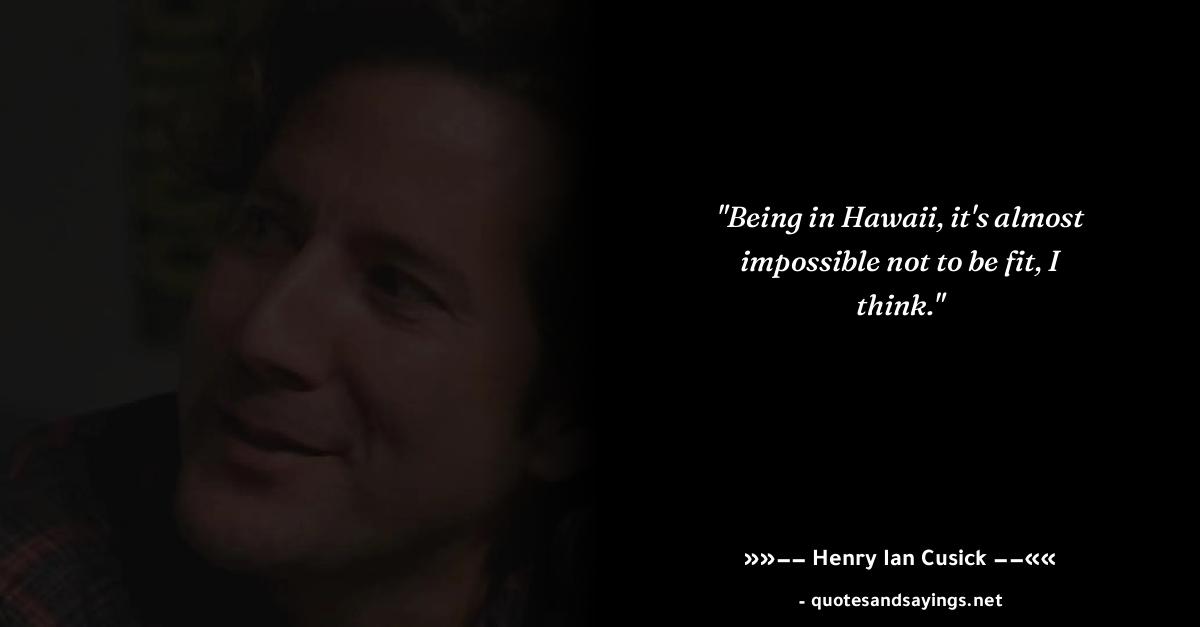 "Being in Hawaii, it's almost
impossible not to be fit, I
think."
»»−− Henry Ian Cusick −−««
- quotesandsayings.net